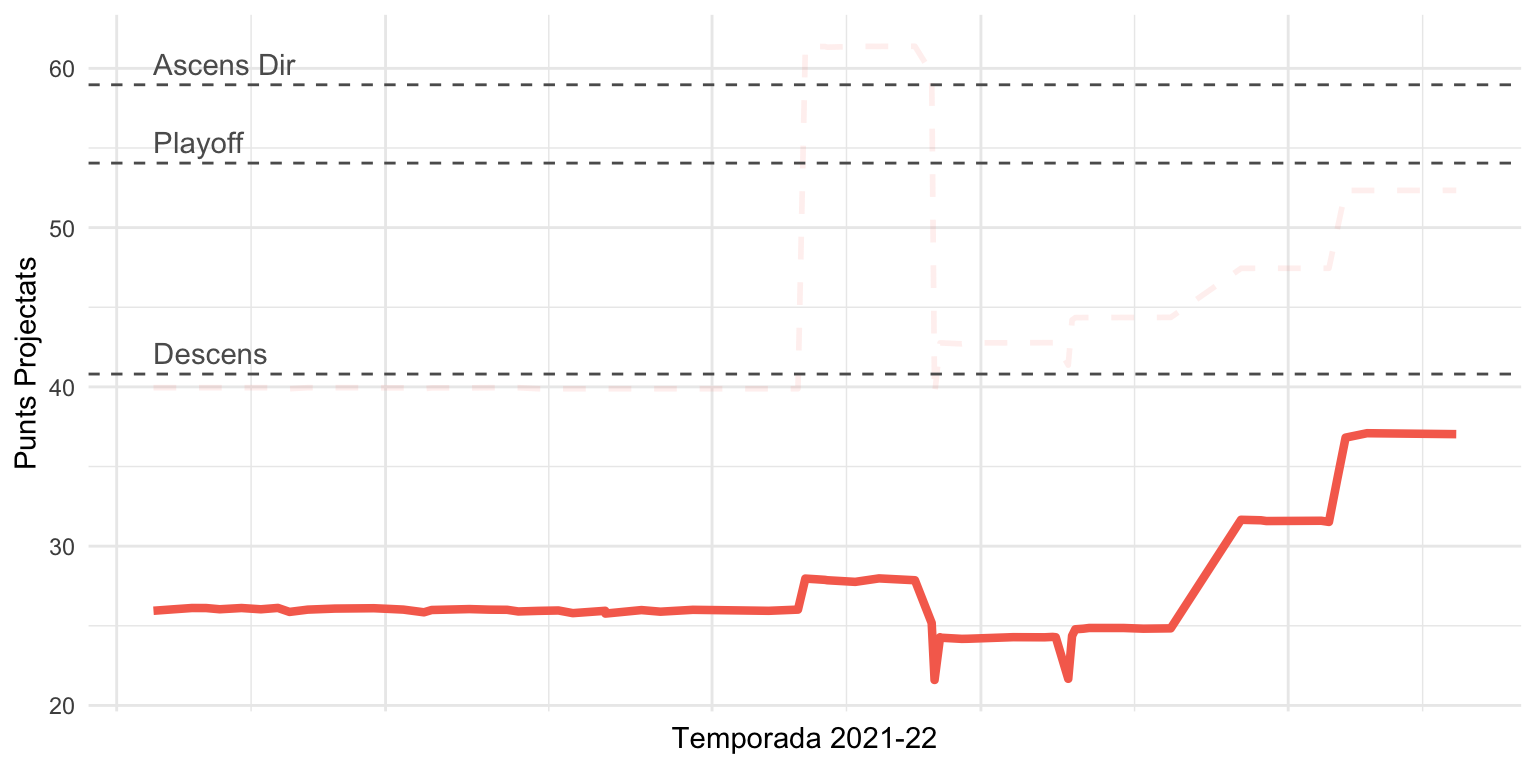 60
Ascens Dir
Playoff
50
Descens
40
30
20
Punts Projectats
Temporada 2021-22